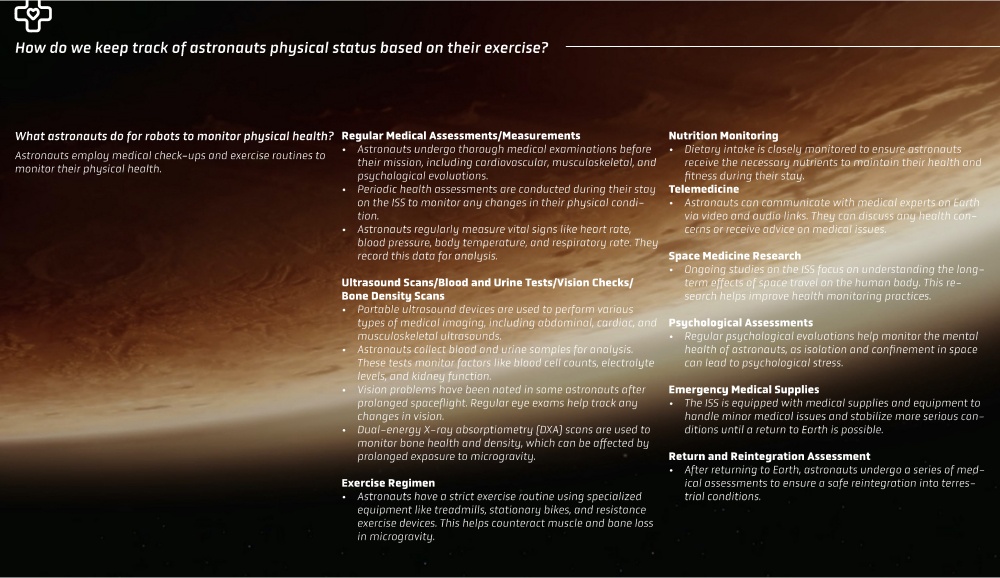 How do we keep track of astronauts physical status based on their exercise?
What astronauts do for robots to monitor physical health?
Astronauts employ medical check-ups and exercise routines to
monitor their physical health.
Regular Medical Assessments/Measurements
• Astronauts undergo thorough medical examinations before
their mission, including cardiovascular, musculoskeletal, and
psychological evaluations.
• Periodic health assessments are conducted during their stay
on the ISS to monitor any changes in their physical condi-
tion.
• Astronauts regularly measure vital signs like heart rate,
blood pressure, body temperature, and respiratory rate. They
record this data for analysis.
Ultrasound Scans/Blood and Urine Tests/Vision Checks/
Bone Density Scans
• Portable ultrasound devices are used to perform various
types of medical imaging, including abdominal, cardiac, and
musculoskeletal ultrasounds.
• Astronauts collect blood and urine samples for analysis.
These tests monitor factors like blood cell counts, electrolyte
levels, and kidney function.
• Vision problems have been noted in some astronauts after
prolonged spaceflight. Regular eye exams help track any
changes in vision.
• Dual-energy X-ray absorptiometry (DXA) scans are used to
monitor bone health and density, which can be affected by
prolonged exposure to microgravity.
Exercise Regimen
• Astronauts have a strict exercise routine using specialized
equipment like treadmills, stationary bikes, and resistance
exercise devices. This helps counteract muscle and bone loss
in microgravity.
Nutrition Monitoring
• Dietary intake is closely monitored to ensure astronauts
receive the necessary nutrients to maintain their health and
fitness during their stay.
Telemedicine
• Astronauts can communicate with medical experts on Earth
via video and audio links. They can discuss any health con-
cerns or receive advice on medical issues.
Space Medicine Research
• Ongoing studies on the ISS focus on understanding the long-
term effects of space travel on the human body. This re-
search helps improve health monitoring practices.
Psychological Assessments
• Regular psychological evaluations help monitor the mental
health of astronauts, as isolation and confinement in space
can lead to psychological stress.
Emergency Medical Supplies
• The ISS is equipped with medical supplies and equipment to
handle minor medical issues and stabilize more serious con-
ditions until a return to Earth is possible.
Return and Reintegration Assessment
• After returning to Earth, astronauts undergo a series of med-
ical assessments to ensure a safe reintegration into terres-
trial conditions.